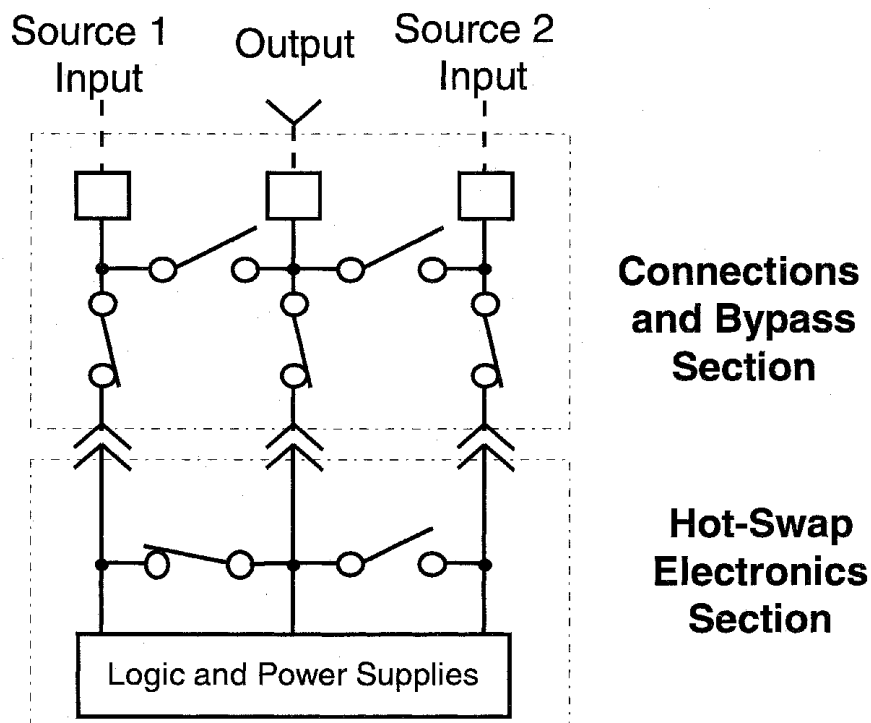 Source 1
Input
Output
Source 2
Input
Connections
and Bypass
Section
Hot-Swap
Electronics
Section
Logic and Power Supplies